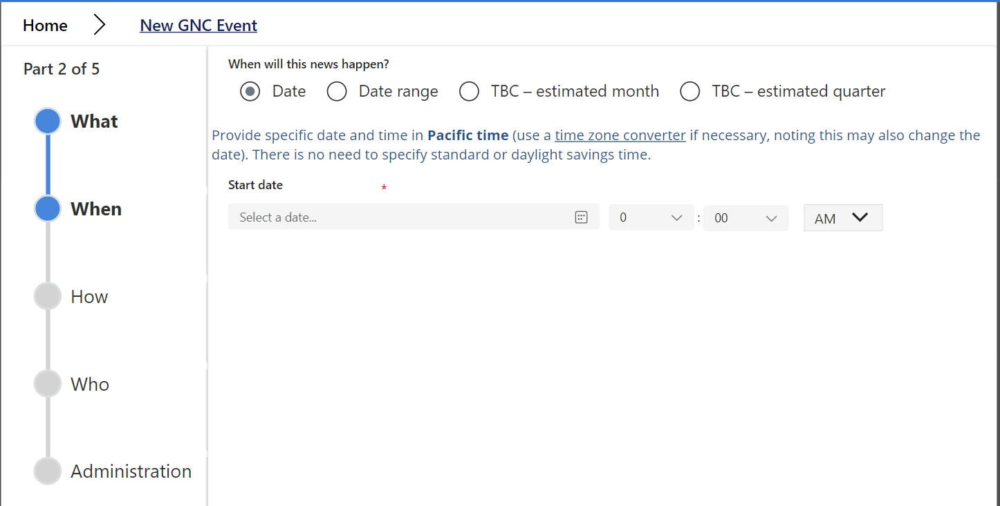 Home
New GNC Event
Part 2 of 5
What
When
How
Who
Administration
When will this news happen?
Date
Date range
TBC – estimated month
TBC – estimated quarter
Provide specific date and time in Pacific time (use a time zone converter if necessary, noting this may also change the
date). There is no need to specify standard or daylight savings time.
Start date *
Select a date... 0 : 00 AM